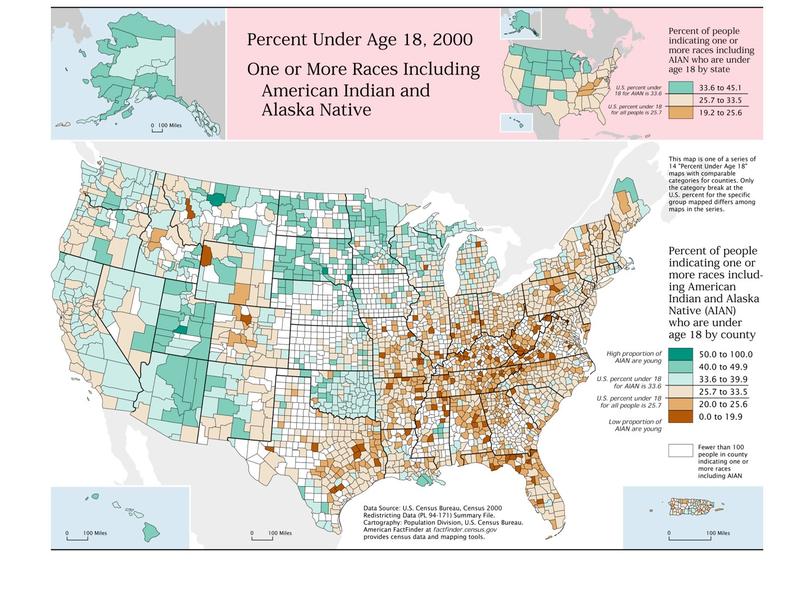 Percent Under Age 18, 2000
One or More Races Including
American Indian and
Alaska Native
0 100 Miles
Percent of people
indicating one or
more races including
AIAN who are under
age 18 by state
U.S. percent under
18 for AIAN is 33.6
U.S. percent under 18
for all people is 25.7
33.6 to 45.1
25.7 to 33.5
19.2 to 25.6
This map is one of a series of
14 "Percent Under Age 18"
maps with comparable
categories for counties. Only
the category break at the
U.S. percent for the specific
group mapped differs among
maps in the series.
Percent of people
indicating one or
more races includ-
ing American
Indian and Alaska
Native (AIAN)
who are under
age 18 by county
High proportion of
AIAN are young
U.S. percent under 18
for AIAN is 33.6
U.S. percent under 18
for all people is 25.7
Low proportion of
AIAN are young
50.0 to 100.0
40.0 to 49.9
33.6 to 39.9
25.7 to 33.5
20.0 to 25.6
0.0 to 19.9
Fewer than 100
people in county
indicating one or
more races
including AIAN
Data Source: U.S. Census Bureau, Census 2000
Redistricting Data (PL 94-171) Summary File.
Cartography: Population Division, U.S. Census Bureau.
American FactFinder at factfinder.census.gov
provides census data and mapping tools.
0 100 Miles
0 100 Miles
0 100 Miles